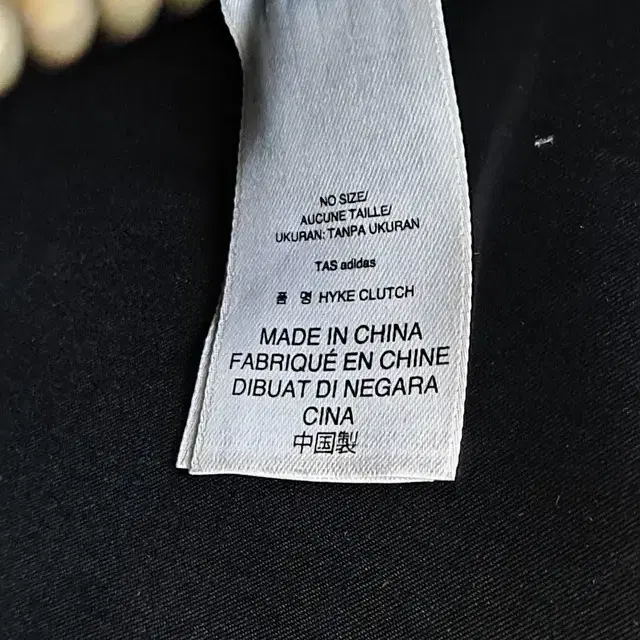 NO SIZE/
AUCUNE TAILLE/
UKURAN: TANPA UKURAN
TAS adidas
품 명 HYKE CLUTCH
MADE IN CHINA
FABRIQUÉ EN CHINE
DIBUAT DI NEGARA
CINA
中国製